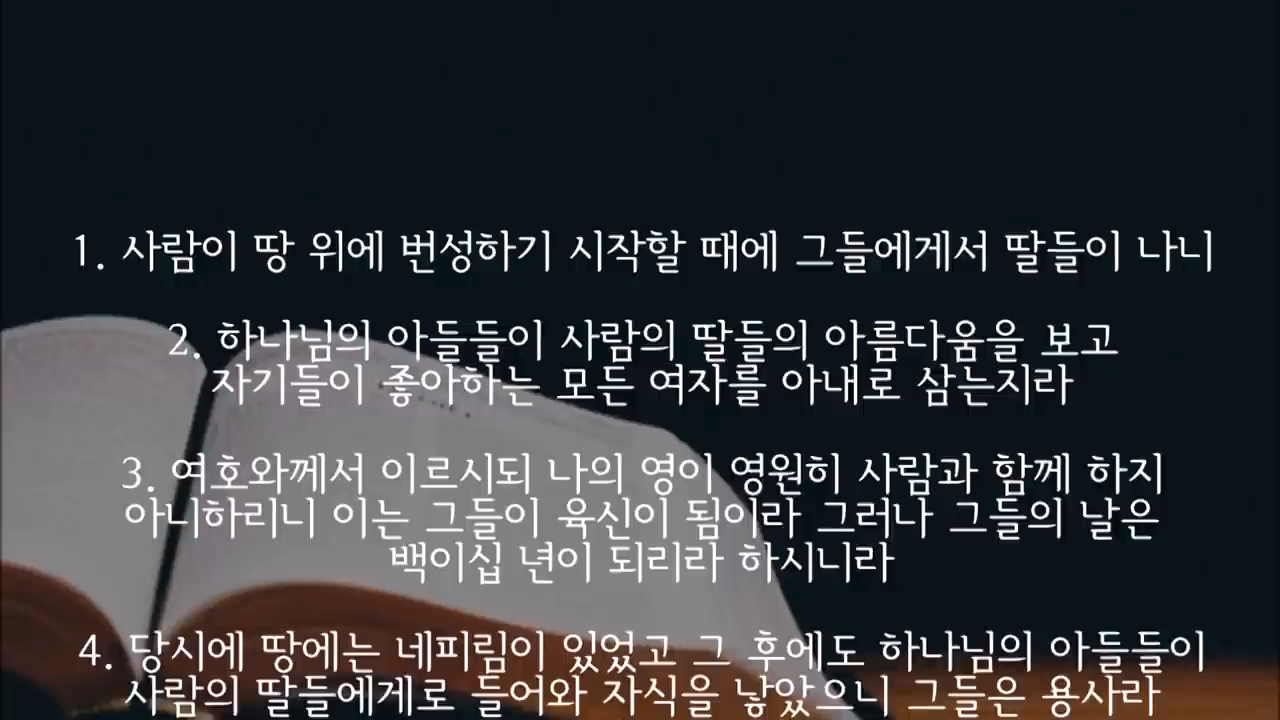 1. 사람이 땅 위에 번성하기 시작할 때에 그들에게서 딸들이 나니
2. 하나님의 아들들이 사람의 딸들의 아름다움을 보고
자기들이 좋아하는 모든 여자를 아내로 삼는지라
3. 여호와께서 이르시되 나의 영이 영원히 사람과 함께 하지
아니하리니 이는 그들이 육신이 됨이라 그러나 그들의 날은
백이십 년이 되리라 하시니라
4. 당시에 땅에는 네피림이 있었고 그 후에도 하나님의 아들들이
사람의 딸들에게로 들어와 자식을 낳았으니 그들은 용사라